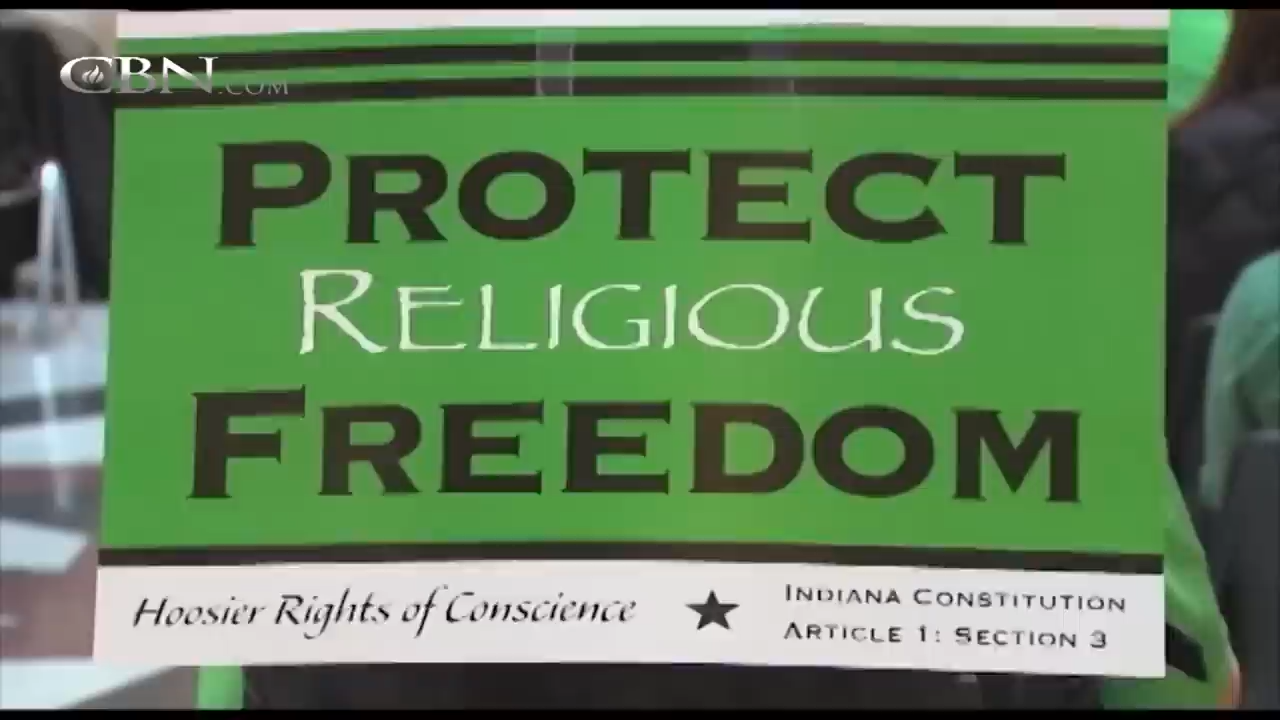 CBN.COM
PROTECT
RELIGIOUS
FREEDOM
Hoosier Rights of Conscience ★ INDIANA CONSTITUTION
ARTICLE 1: SECTION 3